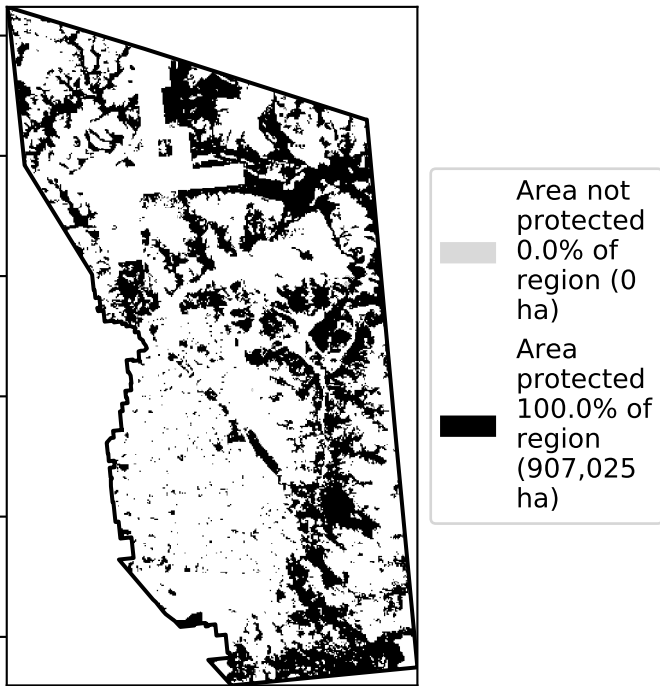 Area not
protected
0.0% of
region (0
ha)
Area
protected
100.0% of
region
(907,025
ha)